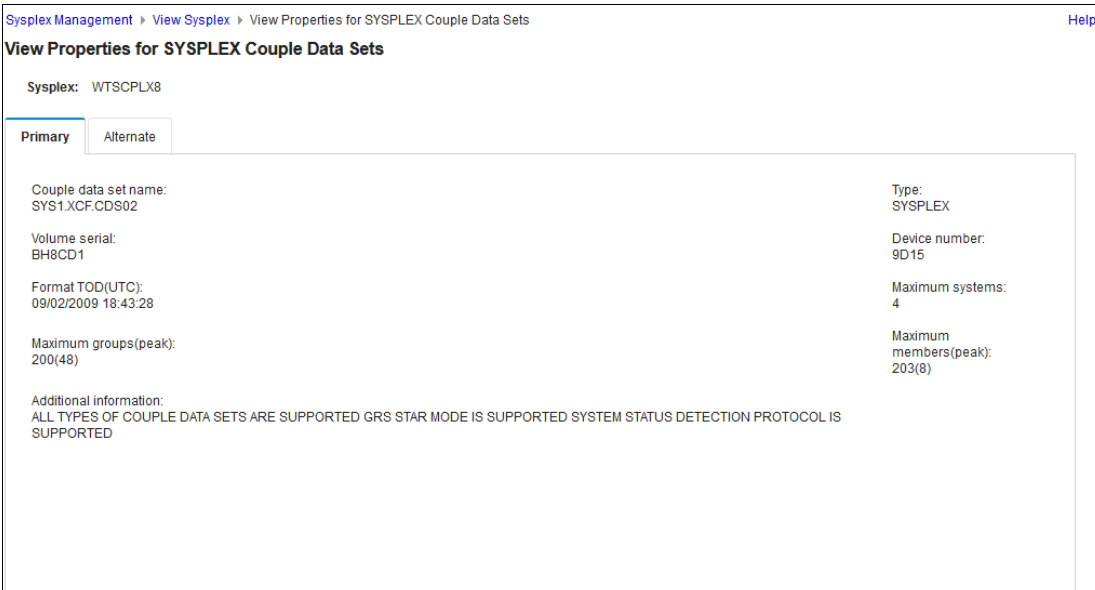 Sysplex Management ▸ View Sysplex ▸ View Properties for SYSPLEX Couple Data Sets
Help
View Properties for SYSPLEX Couple Data Sets
Sysplex: WTSCPLX8
Primary Alternate
Couple data set name:
SYS1.XCF.CDS02
Type:
SYSPLEX
Volume serial:
BH8CD1
Device number:
9D15
Format TOD(UTC):
09/02/2009 18:43:28
Maximum systems:
4
Maximum groups(peak):
200(48)
Maximum
members(peak):
203(8)
Additional information:
ALL TYPES OF COUPLE DATA SETS ARE SUPPORTED GRS STAR MODE IS SUPPORTED SYSTEM STATUS DETECTION PROTOCOL IS
SUPPORTED